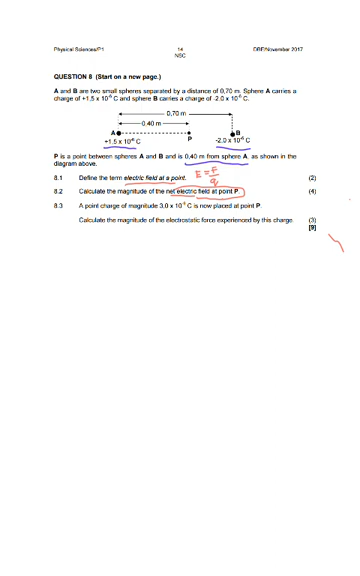 Physical Sciences/P1 14 DBE/November 2017
NSC
QUESTION 8 (Start on a new page.)
A and B are two small spheres separated by a distance of 0,70 m. Sphere A carries a
charge of +1,5 x 10⁻⁶ C and sphere B carries a charge of -2,0 x 10⁻⁶ C.
0,70 m
0,40 m
A P B
+1,5 x 10⁻⁶ C -2,0 x 10⁻⁶ C
P is a point between spheres A and B and is 0,40 m from sphere A, as shown in the
diagram above.
E = F/q
8.1 Define the term electric field at a point. (2)
8.2 Calculate the magnitude of the net electric field at point P. (4)
8.3 A point charge of magnitude 3,0 x 10⁻⁹ C is now placed at point P.
Calculate the magnitude of the electrostatic force experienced by this charge. (3)
[9]